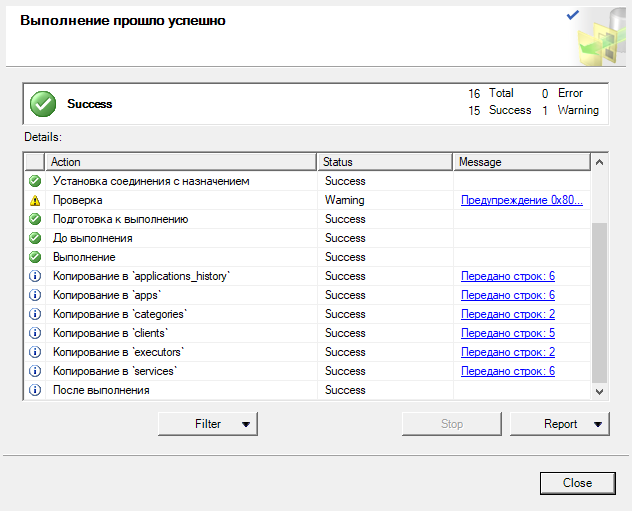 Выполнение прошло успешно
Success
16 Total 0 Error
15 Success 1 Warning
Details:
Action Status Message
Установка соединения с назначением Success
Проверка Warning Предупреждение 0x80...
Подготовка к выполнению Success
До выполнения Success
Выполнение Success
Копирование в `applications_history` Success Передано строк: 6
Копирование в `apps` Success Передано строк: 6
Копирование в `categories` Success Передано строк: 2
Копирование в `clients` Success Передано строк: 5
Копирование в `executors` Success Передано строк: 2
Копирование в `services` Success Передано строк: 6
После выполнения Success
Filter Stop Report
Close